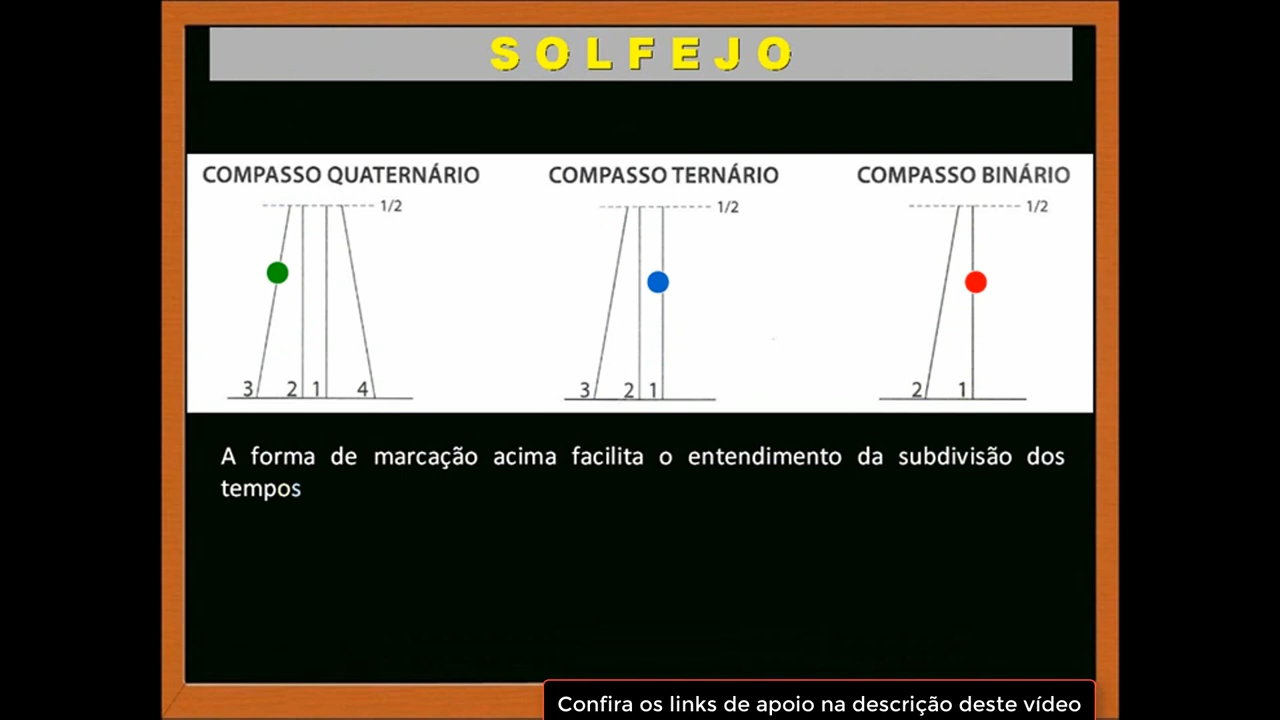 SOLFEJO
COMPASSO QUATERNÁRIO
1/2
3 2 1 4
COMPASSO TERNÁRIO
1/2
3 2 1
COMPASSO BINÁRIO
1/2
2 1
A forma de marcação acima facilita o entendimento da subdivisão dos
tempos
Confira os links de apoio na descrição deste vídeo